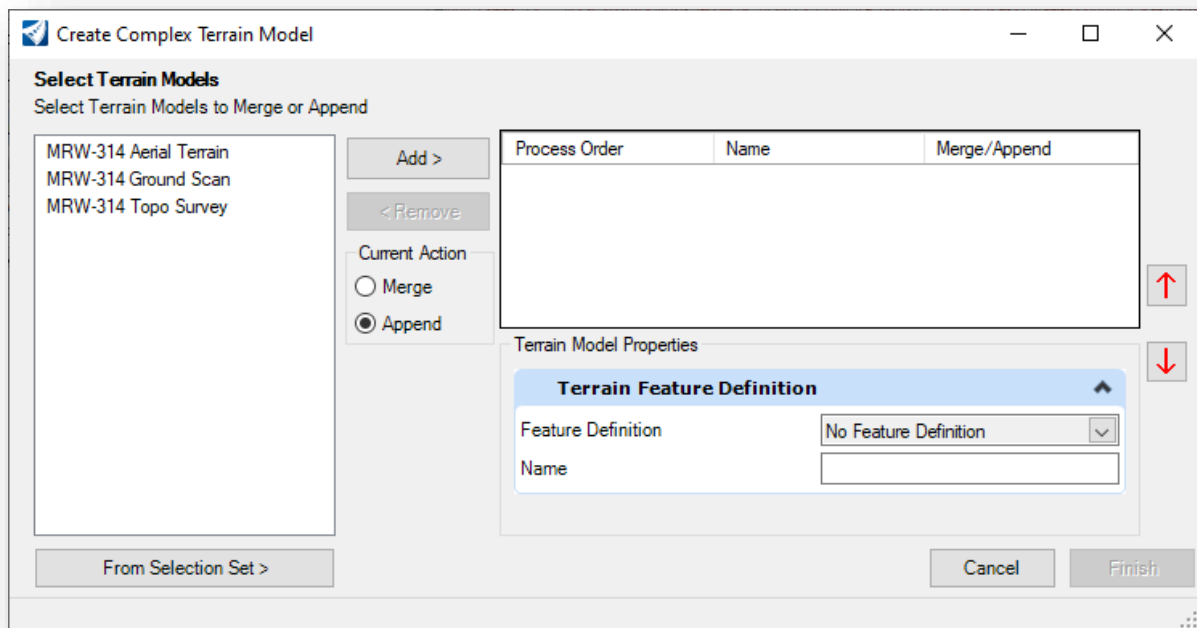 Create Complex Terrain Model
Select Terrain Models
Select Terrain Models to Merge or Append
MRW-314 Aerial Terrain
MRW-314 Ground Scan
MRW-314 Topo Survey
Add >
< Remove
Current Action
Merge
Append
Process Order Name Merge/Append
Terrain Model Properties
Terrain Feature Definition
Feature Definition No Feature Definition
Name
From Selection Set >
Cancel Finish